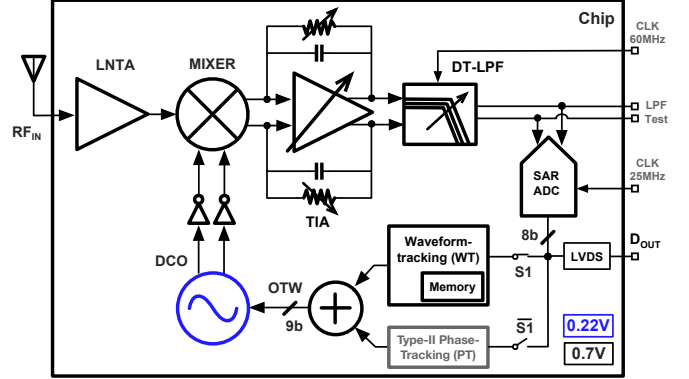 Chip
CLK
60MHz
LNTA
MIXER
DT-LPF
RF_IN
LPF
Test
TIA
SAR
ADC
CLK
25MHz
8b
D_OUT
Waveform-
tracking (WT)
Memory
S1
LVDS
DCO
OTW
9b
Type-II Phase-
Tracking (PT)
S1
0.22V
0.7V